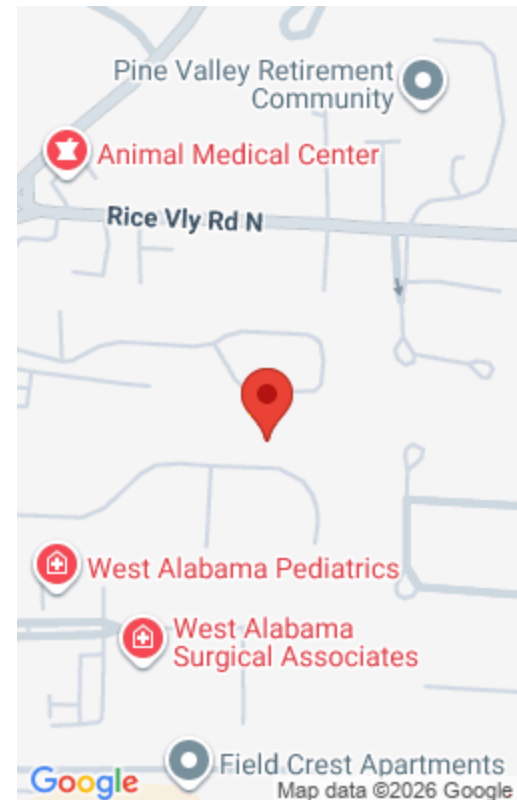 Pine Valley Retirement
Community
Animal Medical Center
Rice Vly Rd N
West Alabama Pediatrics
West Alabama
Surgical Associates
Field Crest Apartments
Google
Map data ©2026 Google